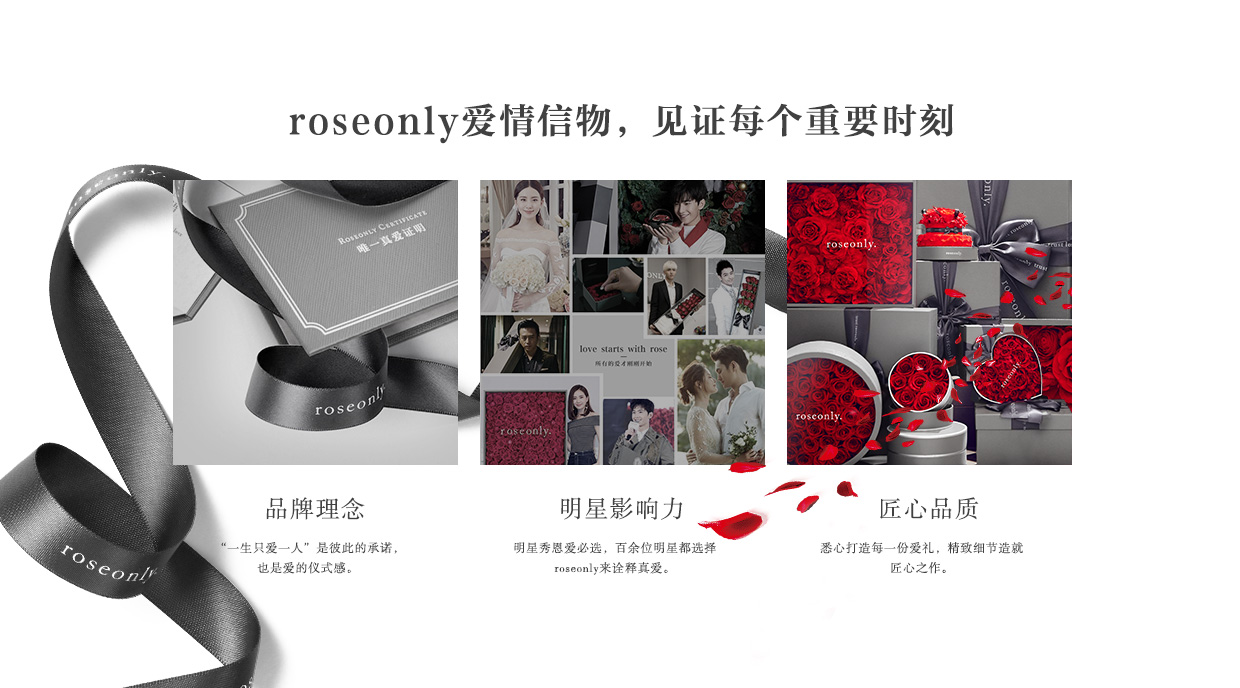 roseonly爱情信物，见证每个重要时刻
roseonly.
ROSEONLY CERTIFICATE
唯一真爱证明
roseonly.
roseonly.
ONLY
love starts with rose
所有的爱才刚刚开始
roseonly.
roseonly.
only.
roseonly.
trust
roseonly.
roseonly.
品牌理念
“一生只爱一人”是彼此的承诺，
也是爱的仪式感。
明星影响力
明星秀恩爱必选，百余位明星都选择
roseonly来诠释真爱。
匠心品质
悉心打造每一份爱礼，精致细节造就
匠心之作。